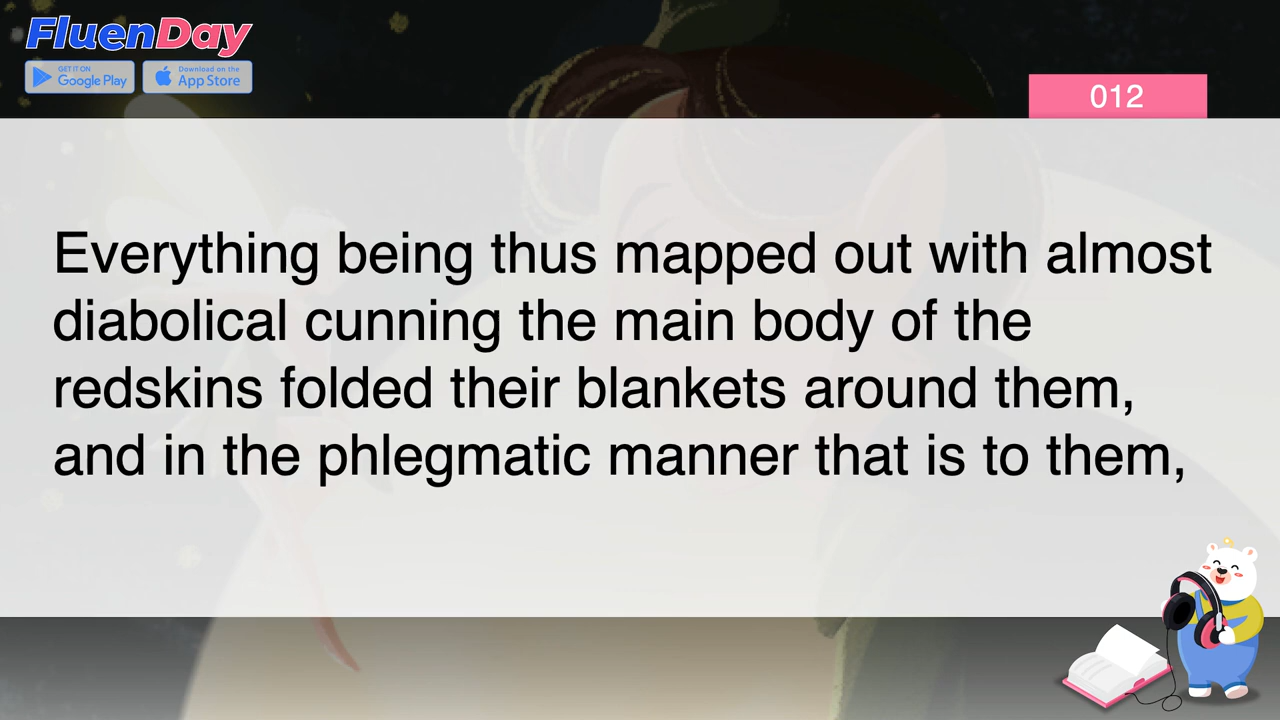 FluenDay
GET IT ON
Google Play
Download on the
App Store
012
Everything being thus mapped out with almost
diabolical cunning the main body of the
redskins folded their blankets around them,
and in the phlegmatic manner that is to them,